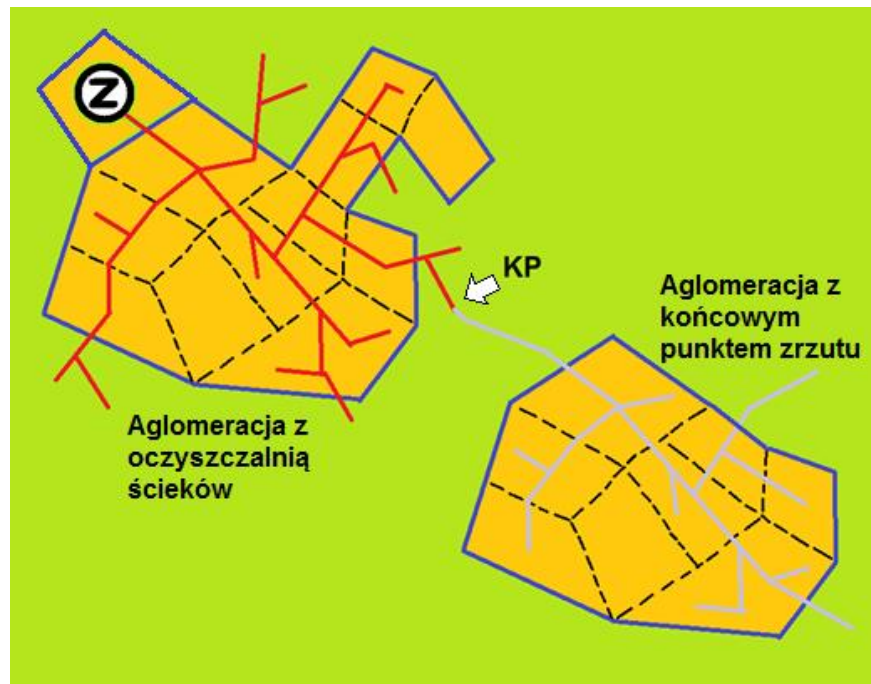 Z
KP
Aglomeracja z
końcowym
punktem zrzutu
Aglomeracja z
oczyszczalnią
ścieków